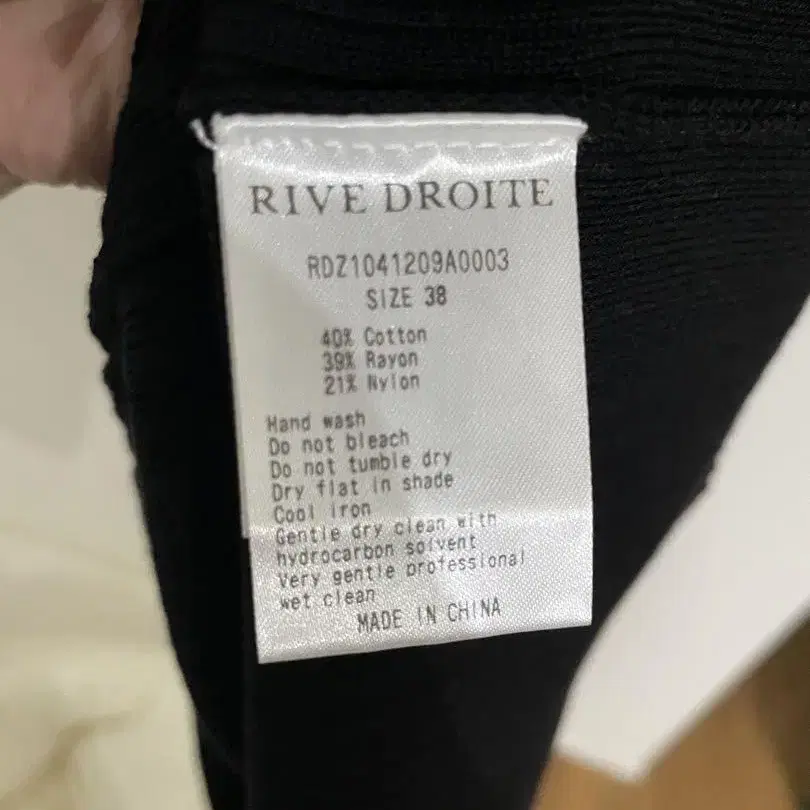 RIVE DROITE
RDZ1041209A0003
SIZE 38
40% Cotton
39% Rayon
21% Nylon
Hand wash
Do not bleach
Do not tumble dry
Dry flat in shade
Cool iron
Gentle dry clean with
hydrocarbon solvent
Very gentle professional
wet clean
MADE IN CHINA